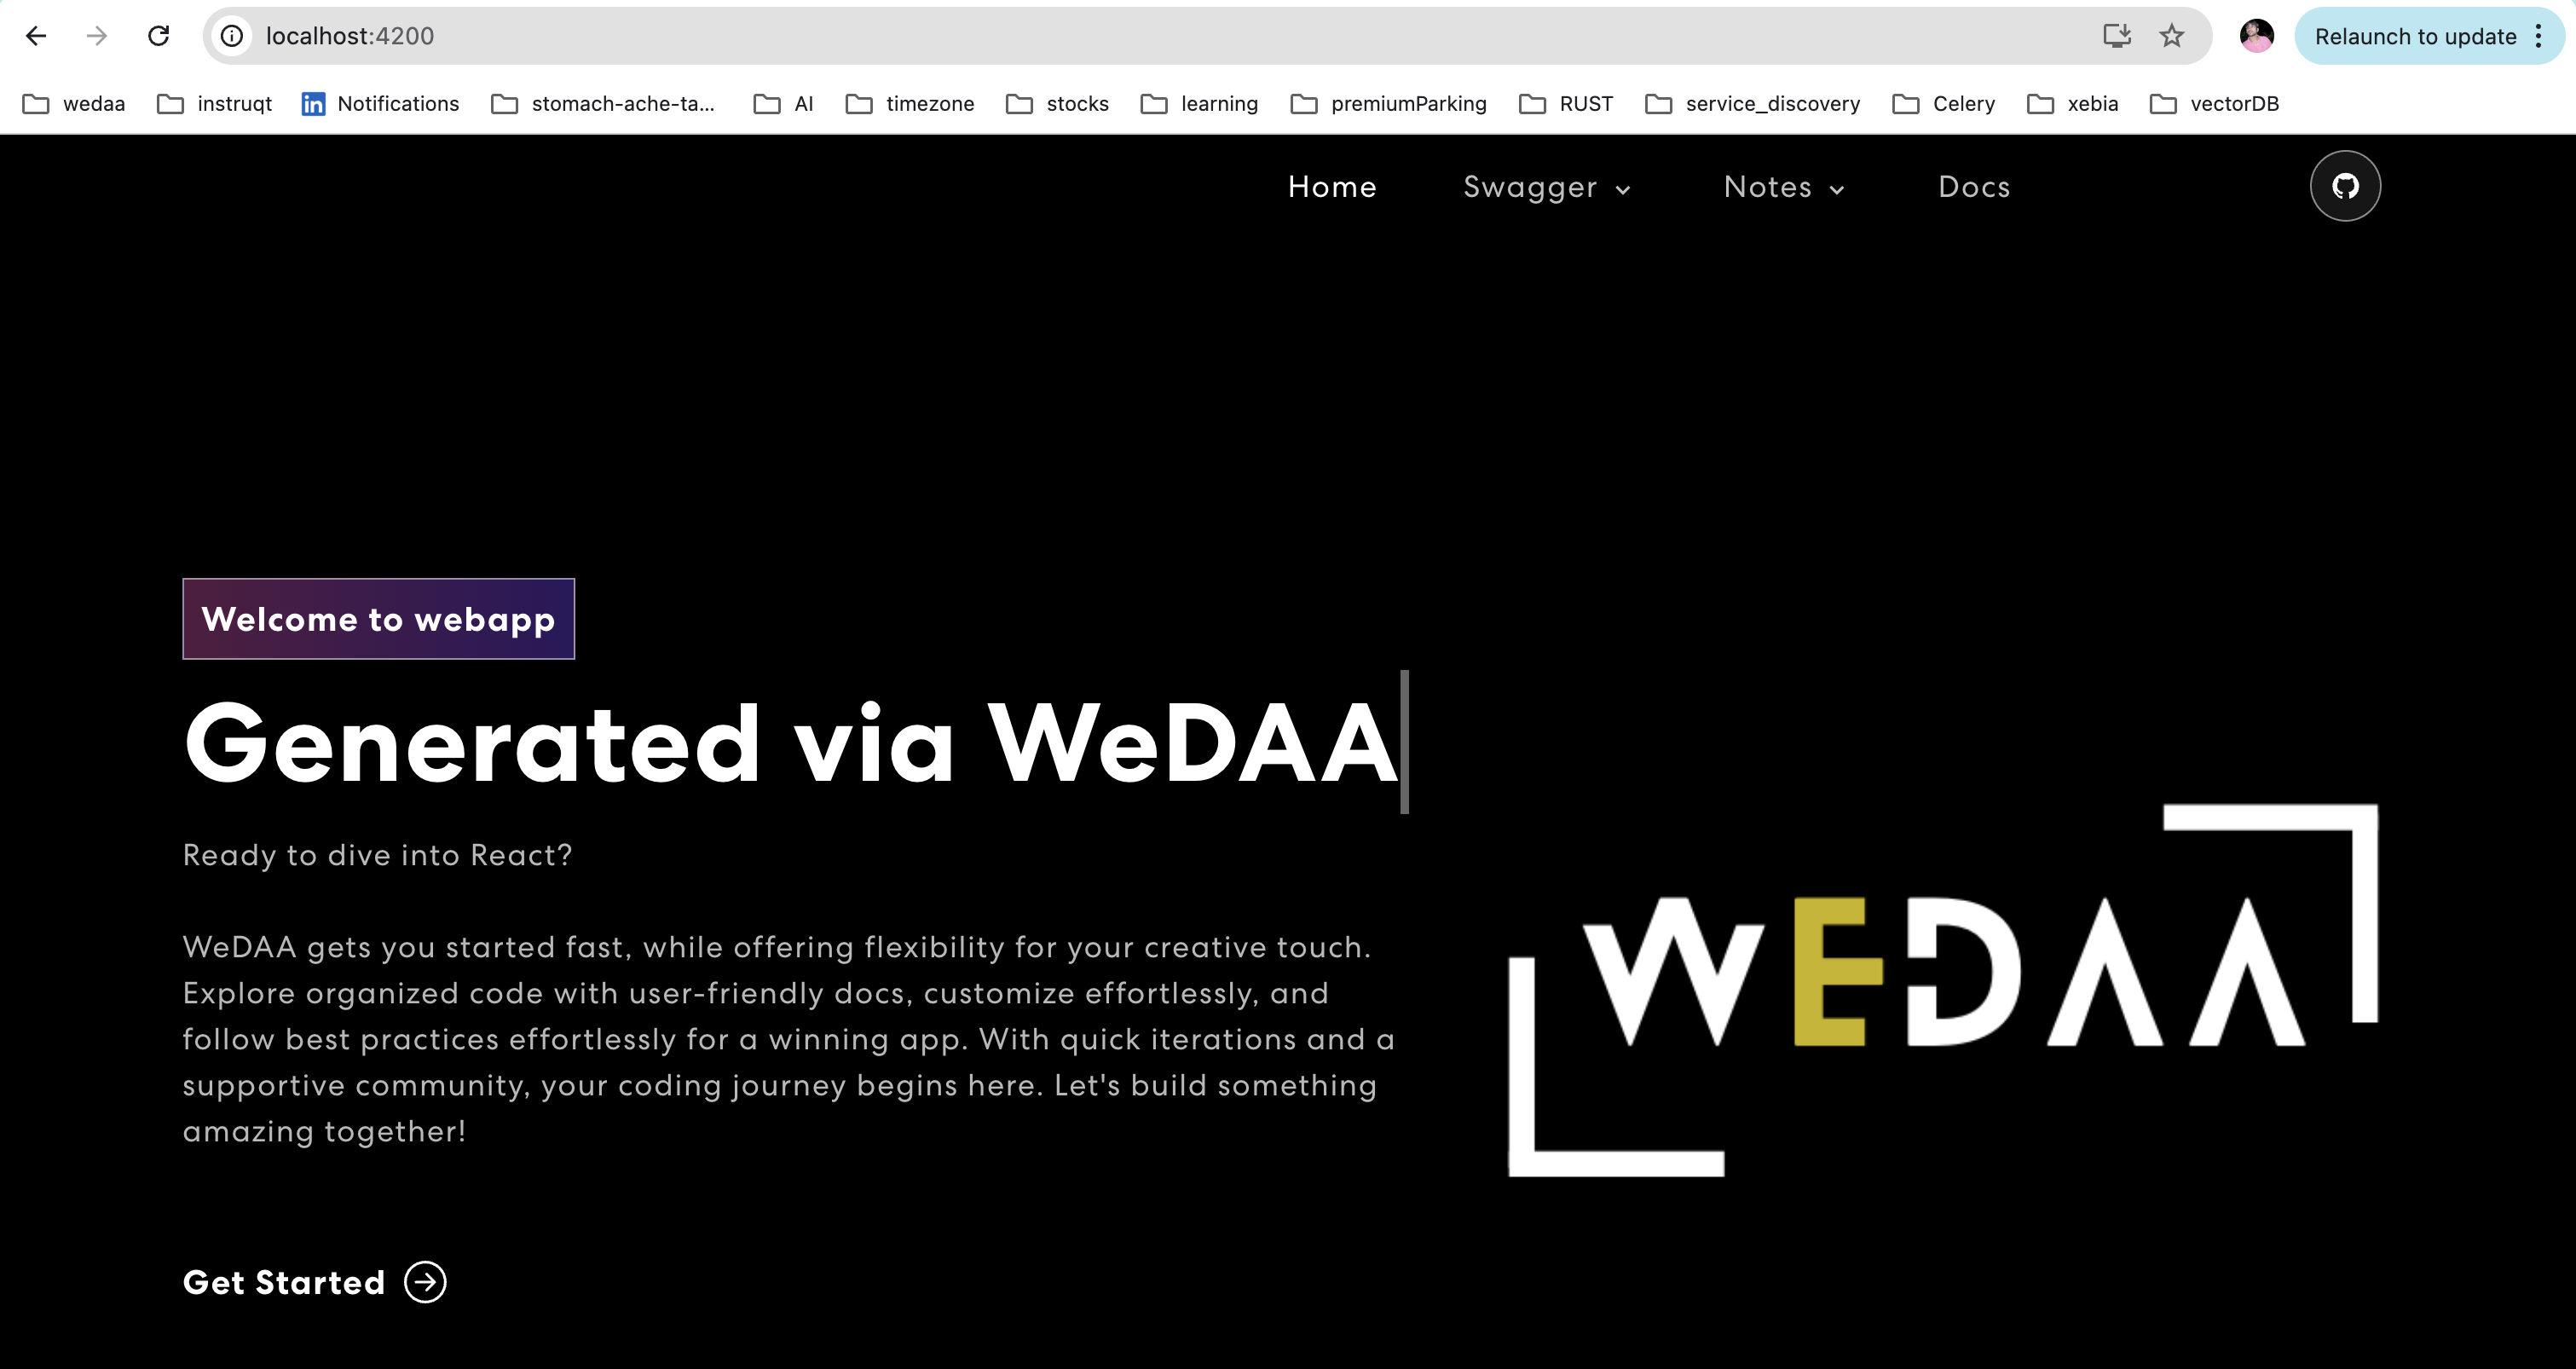 localhost:4200
Relaunch to update
wedaa instruqt Notifications stomach-ache-ta... AI timezone stocks learning premiumParking RUST service_discovery Celery xebia vectorDB
Home Swagger Notes Docs
Welcome to webapp
Generated via WeDAA
Ready to dive into React?
WeDAA gets you started fast, while offering flexibility for your creative touch.
Explore organized code with user-friendly docs, customize effortlessly, and
follow best practices effortlessly for a winning app. With quick iterations and a
supportive community, your coding journey begins here. Let's build something
amazing together!
Get Started
WEDAA